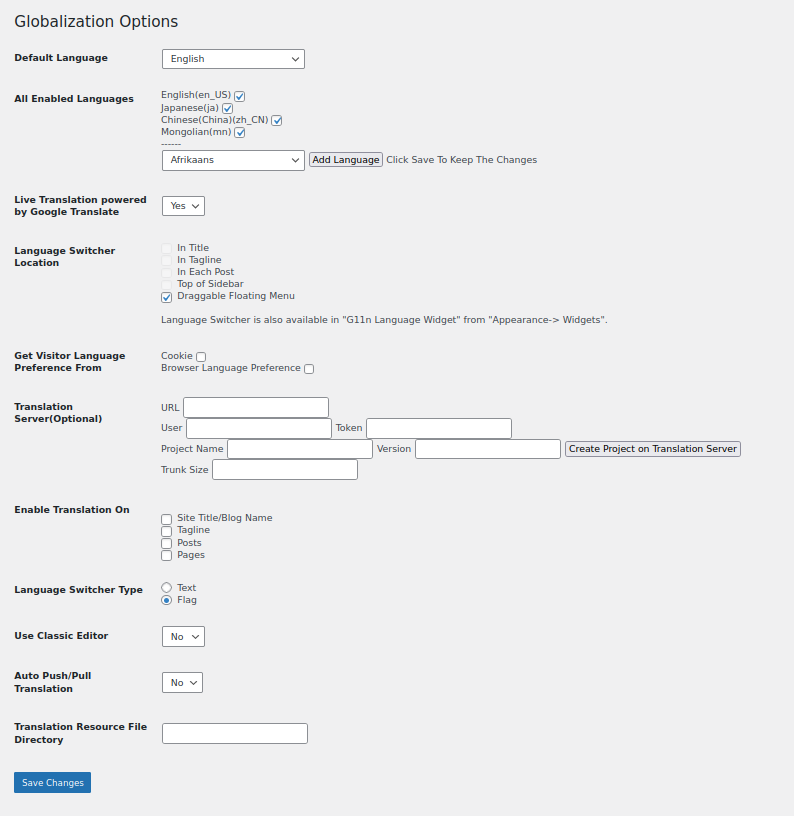 Globalization Options
Default Language
English
All Enabled Languages
English(en_US)
Japanese(ja)
Chinese(China)(zh_CN)
Mongolian(mn)
------
Afrikaans Add Language Click Save To Keep The Changes
Live Translation powered
by Google Translate
Yes
Language Switcher
Location
In Title
In Tagline
In Each Post
Top of Sidebar
Draggable Floating Menu
Language Switcher is also available in "G11n Language Widget" from "Appearance-> Widgets".
Get Visitor Language
Preference From
Cookie
Browser Language Preference
Translation
Server(Optional)
URL
User Token
Project Name Version Create Project on Translation Server
Trunk Size
Enable Translation On
Site Title/Blog Name
Tagline
Posts
Pages
Language Switcher Type
Text
Flag
Use Classic Editor
No
Auto Push/Pull
Translation
No
Translation Resource File
Directory
Save Changes